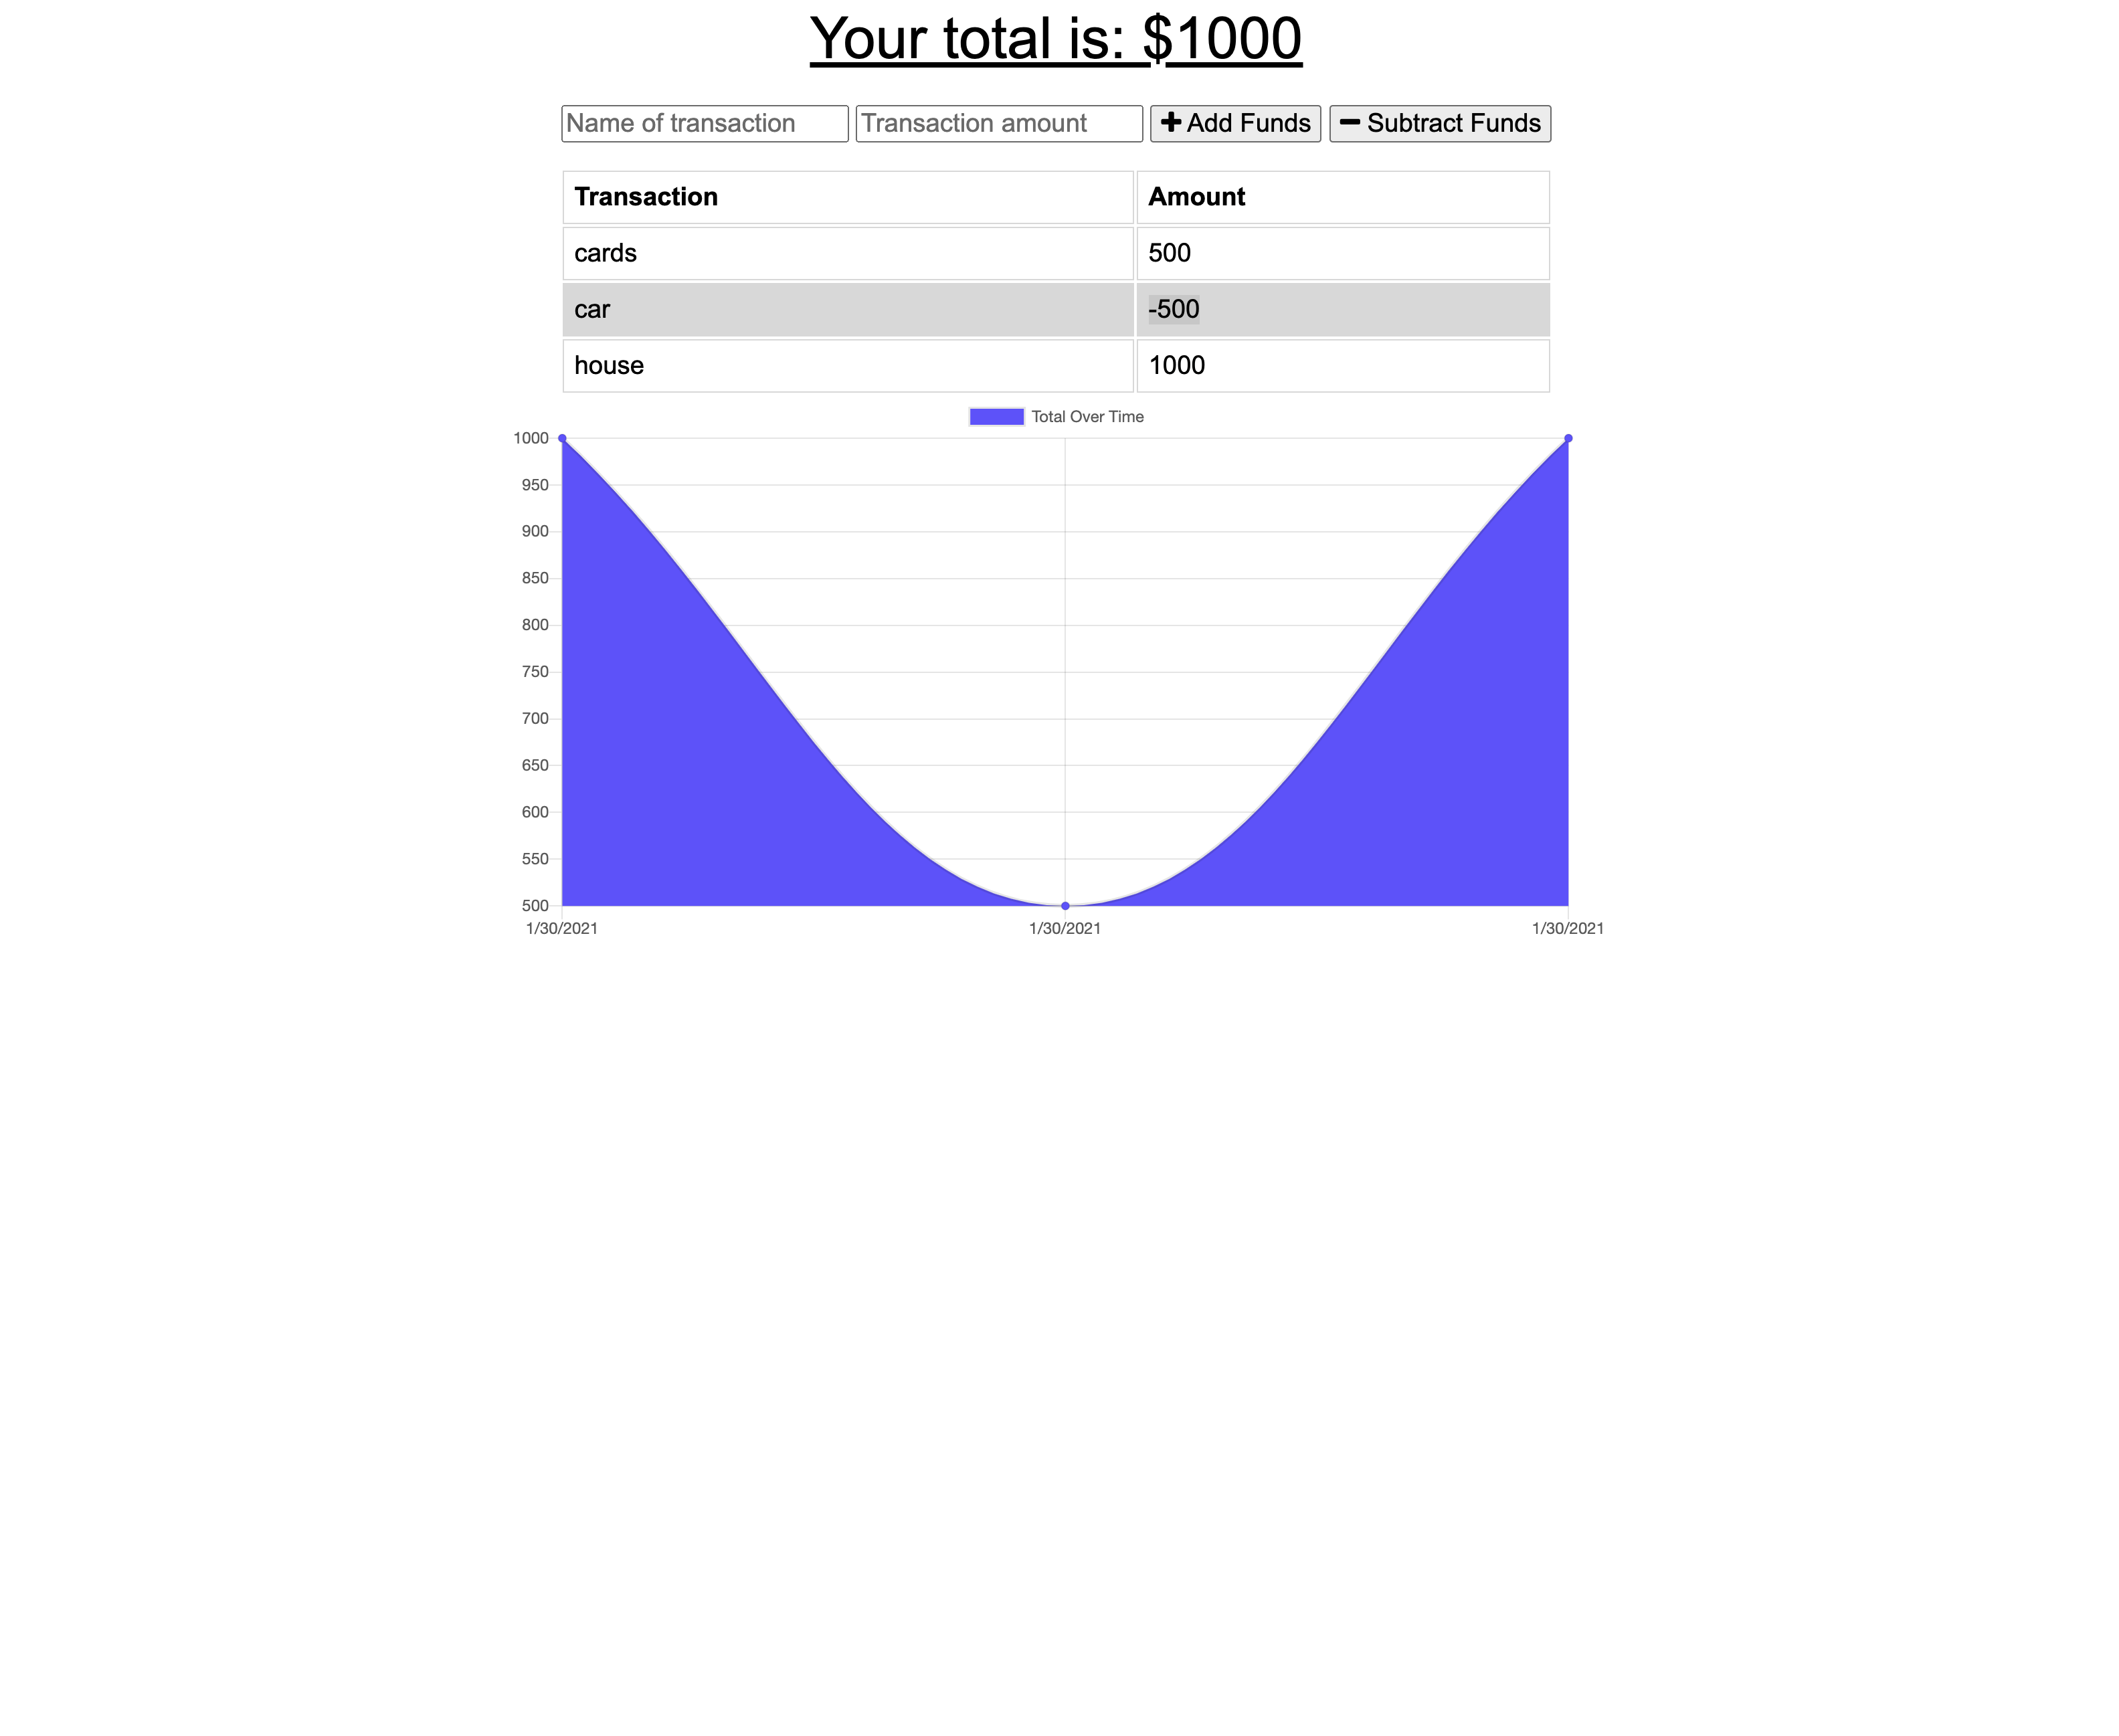 Your total is: $1000
Name of transaction Transaction amount Add Funds Subtract Funds
Transaction Amount
cards 500
car -500
house 1000
Total Over Time
1000
950
900
850
800
750
700
650
600
550
500
1/30/2021 1/30/2021 1/30/2021